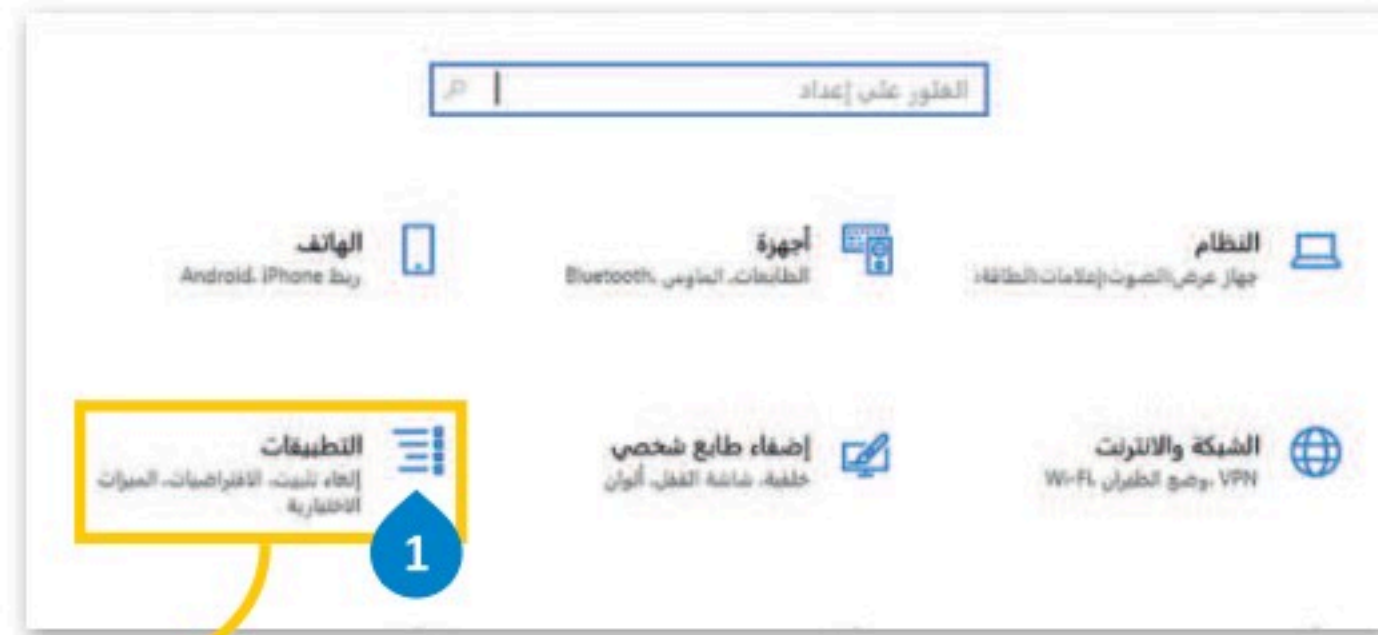 العثور على إعداد
النظام
جهاز عرض،الصوت،إعلامات،الطاقة،
أجهزة
الطابعات، الماوس ،Bluetooth
الهاتف
ربط Android، iPhone
الشبكة والانترنت
VPN ،وضع الطيران ،Wi-Fi
إضفاء طابع شخصي
خلفية، شاشة القفل، ألوان
التطبيقات
إلغاء تثبيت، الافتراضيات، الميزات
الاختيارية
1